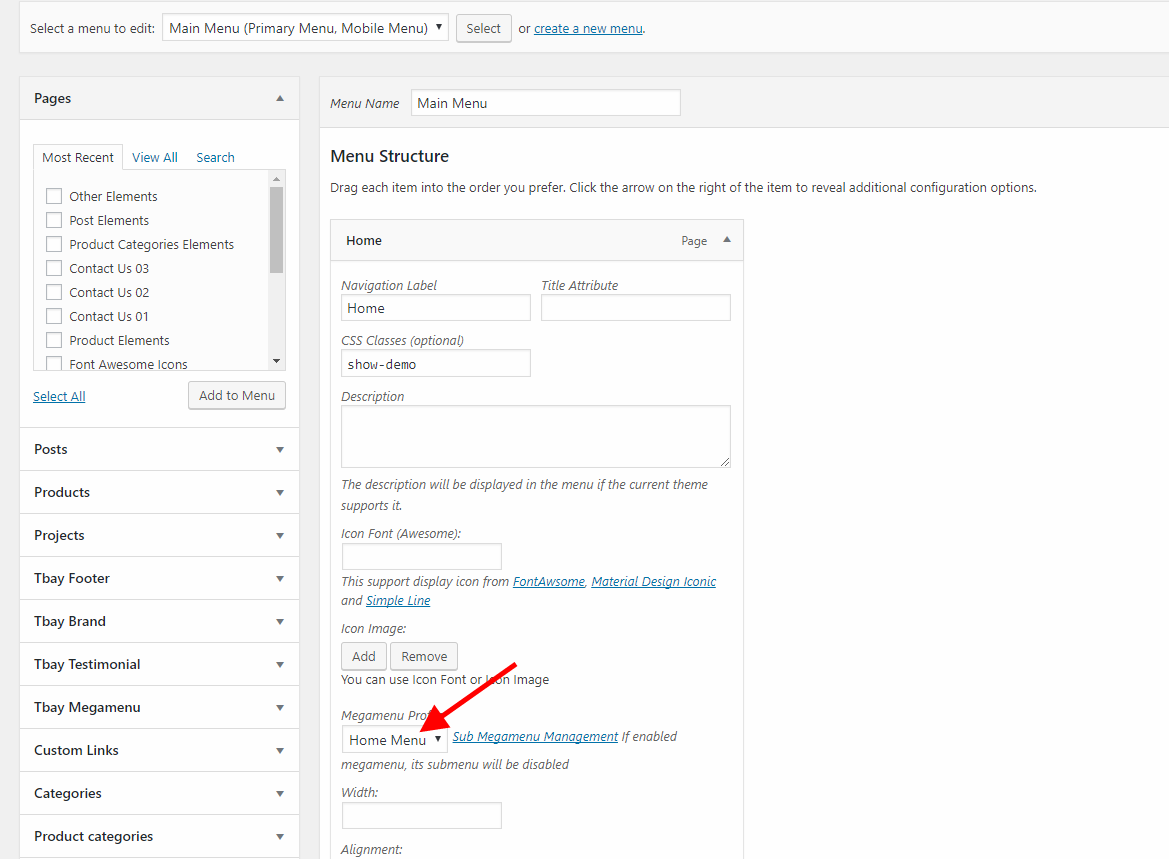 Select a menu to edit: Main Menu (Primary Menu, Mobile Menu) Select or create a new menu.
Pages
Most Recent View All Search
Other Elements
Post Elements
Product Categories Elements
Contact Us 03
Contact Us 02
Contact Us 01
Product Elements
Font Awesome Icons
Select All Add to Menu
Posts
Products
Projects
Tbay Footer
Tbay Brand
Tbay Testimonial
Tbay Megamenu
Custom Links
Categories
Product categories
Menu Name Main Menu
Menu Structure
Drag each item into the order you prefer. Click the arrow on the right of the item to reveal additional configuration options.
Home Page
Navigation Label Title Attribute
Home
CSS Classes (optional)
show-demo
Description
The description will be displayed in the menu if the current theme
supports it.
Icon Font (Awesome):
This support display icon from FontAwsome, Material Design Iconic
and Simple Line
Icon Image:
Add Remove
You can use Icon Font or Icon Image
Megamenu
Home Menu Sub Megamenu Management If enabled
megamenu, its submenu will be disabled
Width:
Alignment: